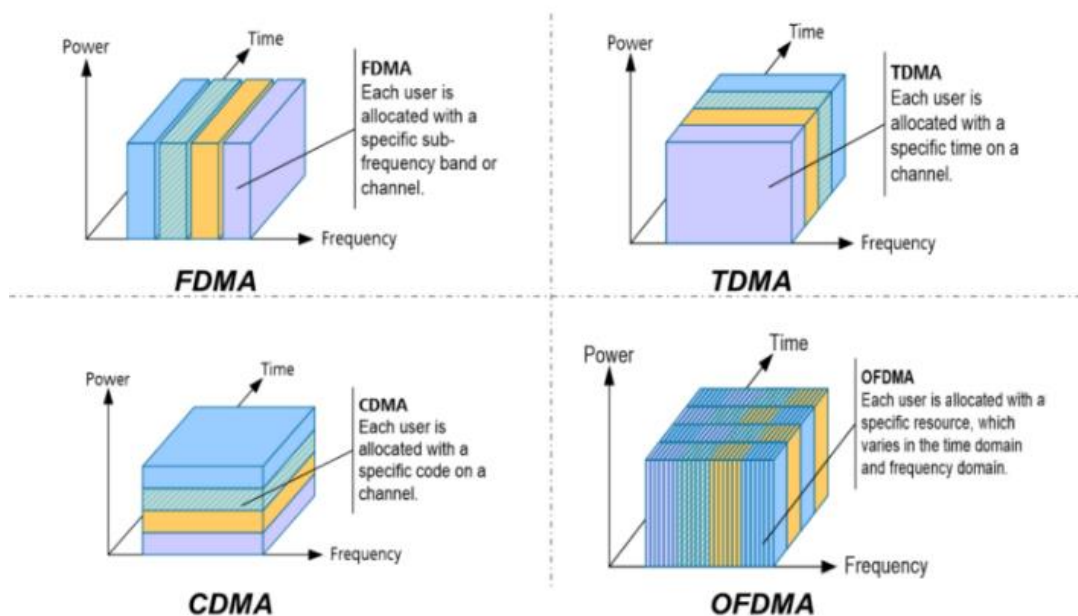 Power
Time
FDMA
Each user is
allocated with a
specific sub-
frequency band or
channel.
Frequency
FDMA
Power
Time
TDMA
Each user is
allocated with a
specific time on a
channel.
Frequency
TDMA
Power
Time
CDMA
Each user is
allocated with a
specific code on a
channel.
Frequency
CDMA
Power
Time
OFDMA
Each user is allocated with a
specific resource, which
varies in the time domain
and frequency domain.
Frequency
OFDMA